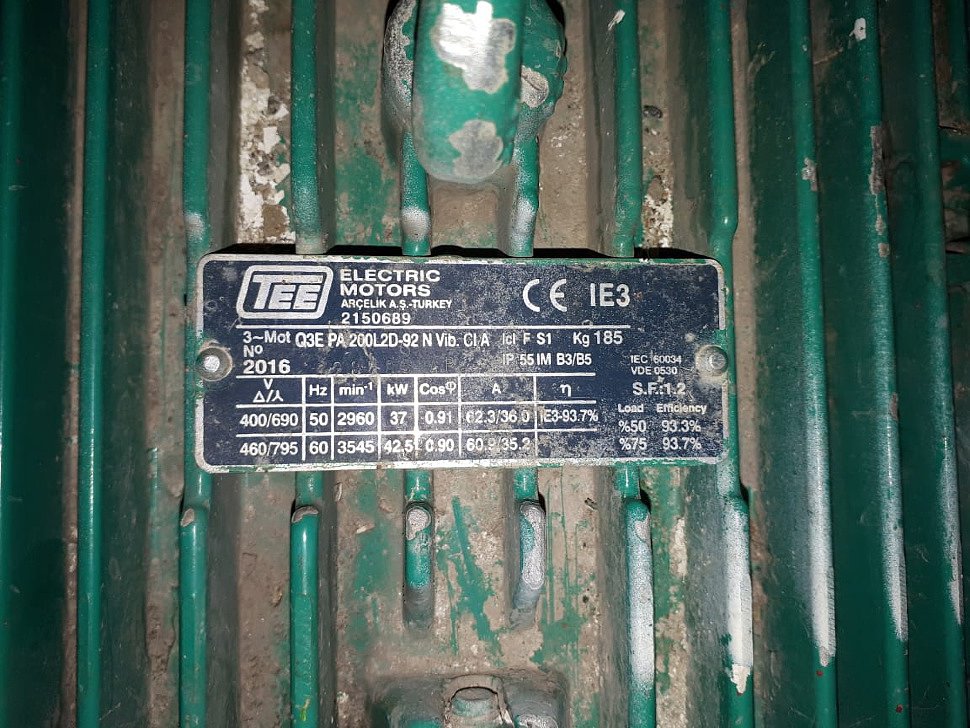 TEE
ELECTRIC
MOTORS
ARÇELİK A.Ş.-TURKEY
2150689
CE IE3
3~Mot Q3E PA 200L2D-92 N Vib. Cl A Icl F S1 Kg 185
Nº
2016
IP 55 IM B3/B5
IEC 60034
VDE 0530
V
Δ/⅄ Hz min⁻¹ kW Cosφ A η
S.F.:1.2
400/690 50 2960 37 0.91 62.3/36.0 IE3-93.7%
460/795 60 3545 42.5 0.90 35.2
Load Efficiency
%50 93.3%
%75 93.7%